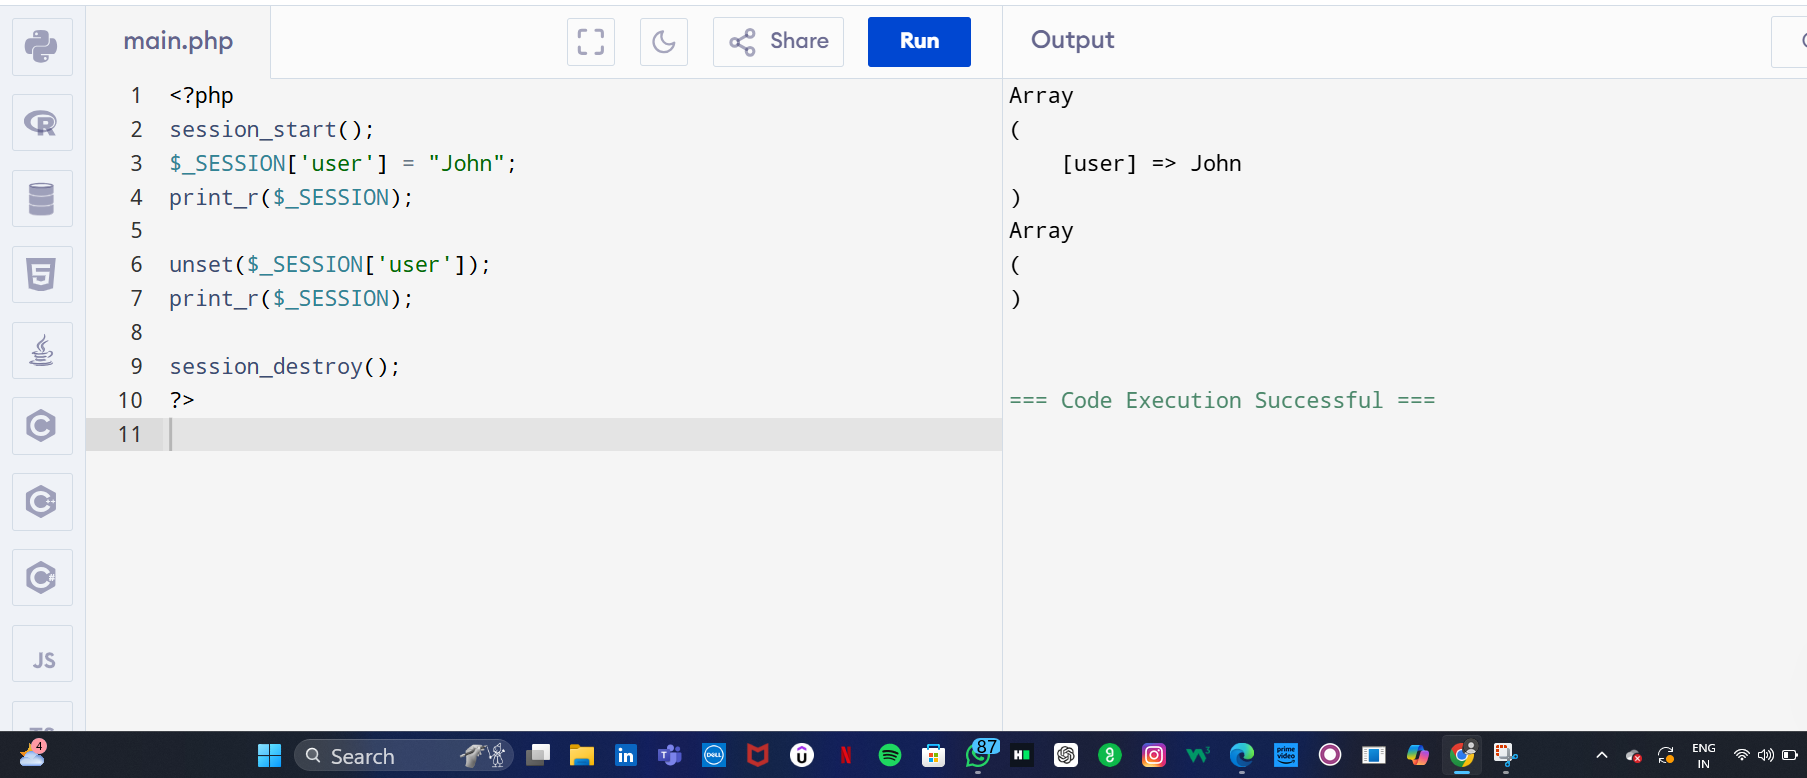 main.php
Share
Run
Output
1 <?php
2 session_start();
3 $_SESSION['user'] = "John";
4 print_r($_SESSION);
5
6 unset($_SESSION['user']);
7 print_r($_SESSION);
8
9 session_destroy();
10 ?>
11
Array
(
    [user] => John
)
Array
(
)
=== Code Execution Successful ===
JS
4
Search
87
ENG
IN